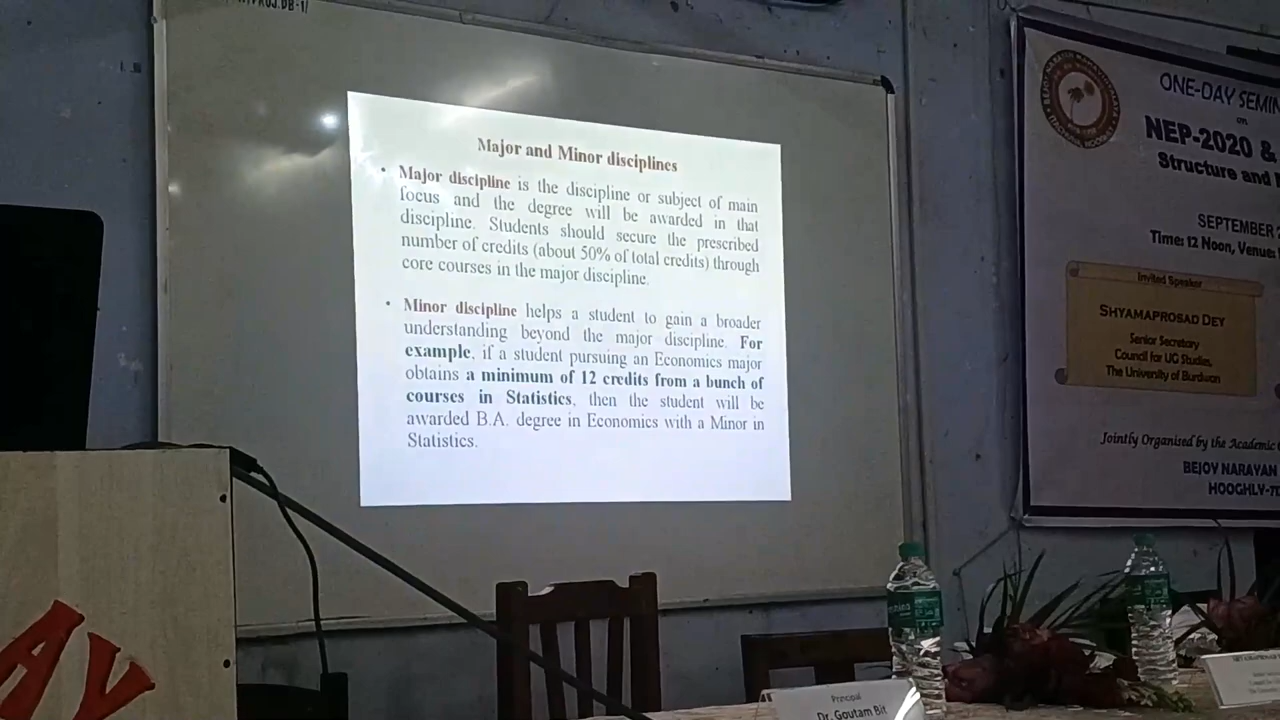 Major and Minor disciplines
• Major discipline is the discipline or subject of main
focus and the degree will be awarded in that
discipline. Students should secure the prescribed
number of credits (about 50% of total credits) through
core courses in the major discipline.
• Minor discipline helps a student to gain a broader
understanding beyond the major discipline. For
example, if a student pursuing an Economics major
obtains a minimum of 12 credits from a bunch of
courses in Statistics, then the student will be
awarded B.A. degree in Economics with a Minor in
Statistics.
ONE-DAY SEMIN
on
NEP-2020 &
Structure and
SEPTEMBER
Time: 12 Noon, Venue:
Invited Speaker
SHYAMAPROSAD DEY
Senior Secretary
Council for UG Studies,
The University of Burdwan
Jointly Organised by the Academic
BEJOY NARAYAN
HOOGHLY-71
AV
Principal
Dr. Goutam Bit